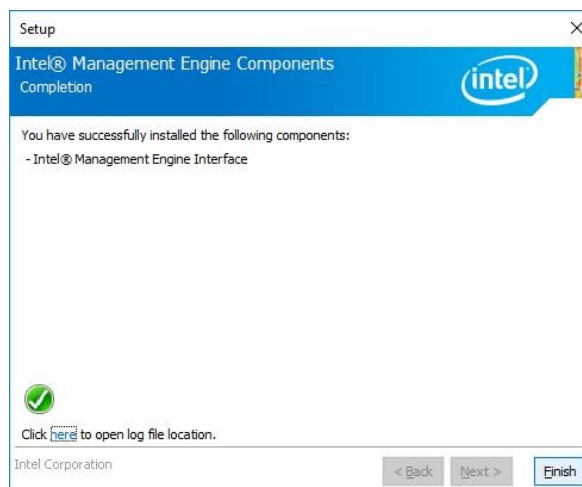 Setup
Intel® Management Engine Components
Completion
intel
You have successfully installed the following components:
- Intel® Management Engine Interface
Click here to open log file location.
Intel Corporation
< Back Next > Finish